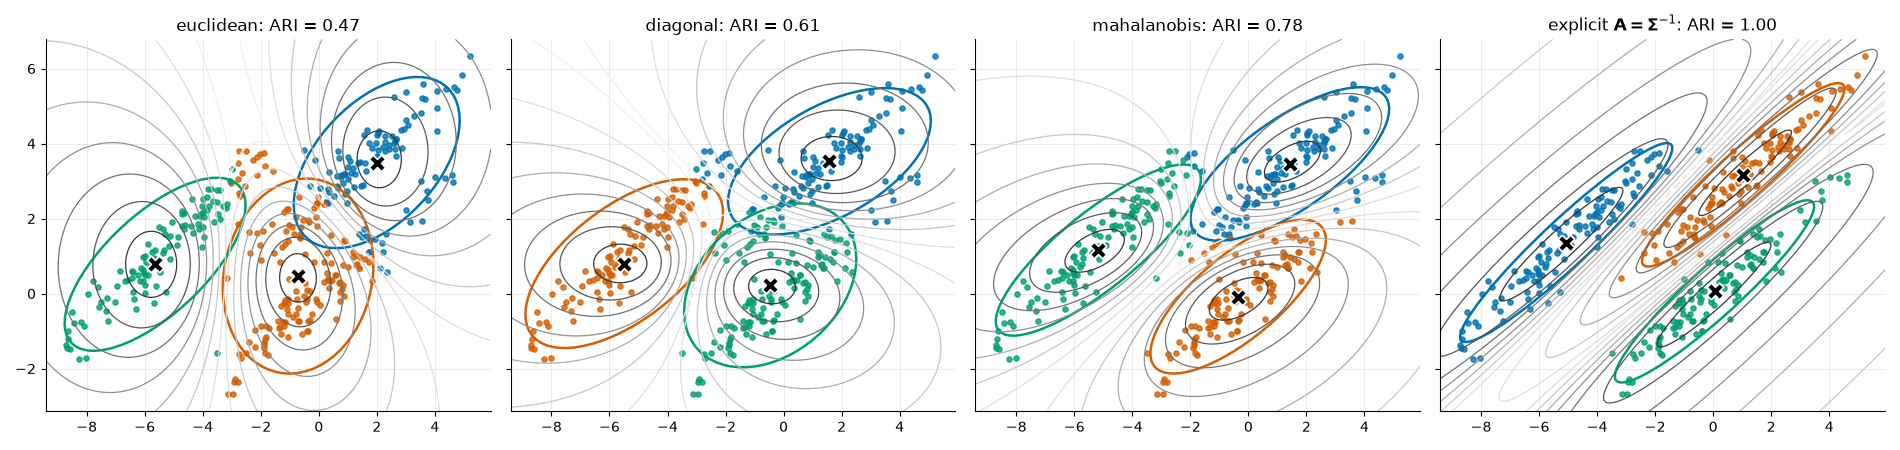 euclidean: ARI = 0.47
diagonal: ARI = 0.61
mahalanobis: ARI = 0.78
explicit A = Σ⁻¹: ARI = 1.00
6
4
2
0
−2
−8 −6 −4 −2 0 2 4
−8 −6 −4 −2 0 2 4
−8 −6 −4 −2 0 2 4
−8 −6 −4 −2 0 2 4